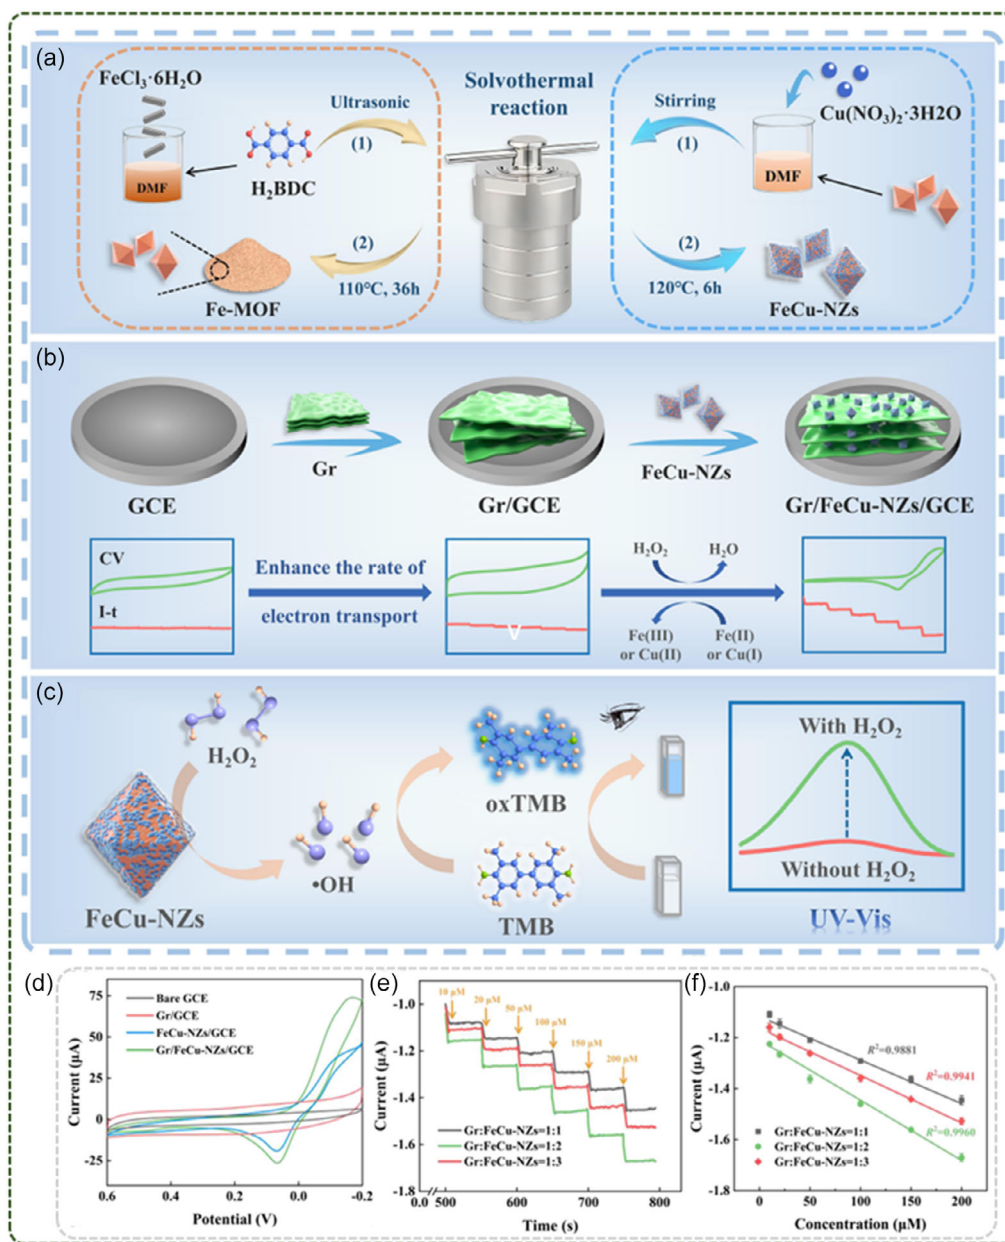 (a)
FeCl₃·6H₂O
DMF
H₂BDC
Ultrasonic
(1)
Solvothermal
reaction
Stirring
(1)
Cu(NO₃)₂·3H2O
DMF
(2)
110°C, 36h
Fe-MOF
(2)
120°C, 6h
FeCu-NZs
(b)
GCE
Gr
Gr/GCE
FeCu-NZs
Gr/FeCu-NZs/GCE
CV
I-t
Enhance the rate of
electron transport
V
H₂O₂
H₂O
Fe(III)
or Cu(II)
Fe(II)
or Cu(I)
(c)
H₂O₂
FeCu-NZs
•OH
oxTMB
TMB
With H₂O₂
Without H₂O₂
UV-Vis
(d)
Current (μA)
75
50
25
0
-25
Bare GCE
Gr/GCE
FeCu-NZs/GCE
Gr/FeCu-NZs/GCE
0.6 0.4 0.2 0.0 -0.2
Potential (V)
(e)
Current (μA)
-1.0
-1.2
-1.4
-1.6
-1.8
10 μM
20 μM
50 μM
100 μM
150 μM
200 μM
Gr:FeCu-NZs=1:1
Gr:FeCu-NZs=1:2
Gr:FeCu-NZs=1:3
0.0 500 600 700 800
Time (s)
(f)
Current (μA)
-1.0
-1.2
-1.4
-1.6
-1.8
R²=0.9881
R²=0.9941
R²=0.9960
Gr:FeCu-NZs=1:1
Gr:FeCu-NZs=1:2
Gr:FeCu-NZs=1:3
0 50 100 150 200
Concentration (μM)